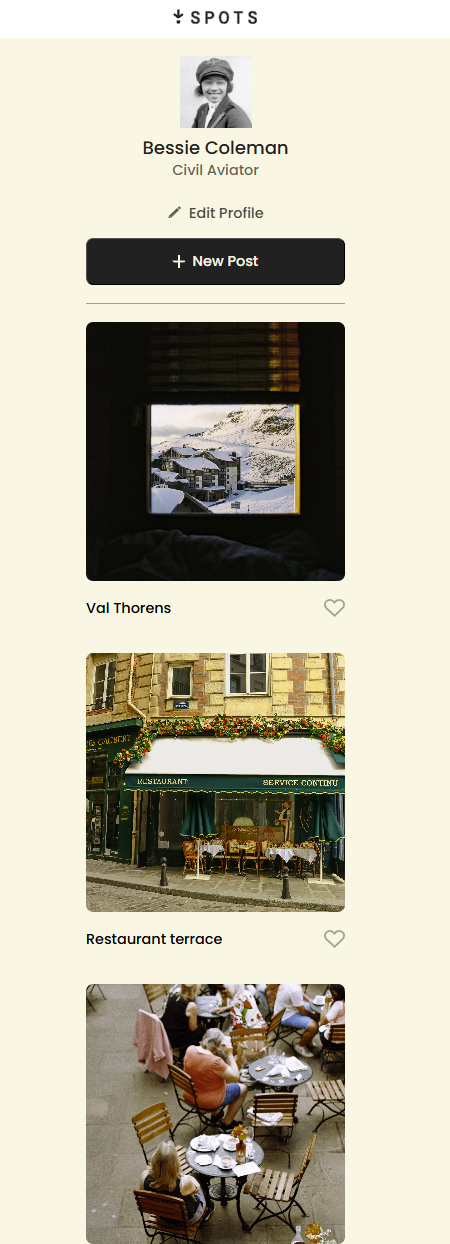 SPOTS
Bessie Coleman
Civil Aviator
Edit Profile
New Post
Val Thorens
RESTAURANT
SERVICE CONTINU
Restaurant terrace